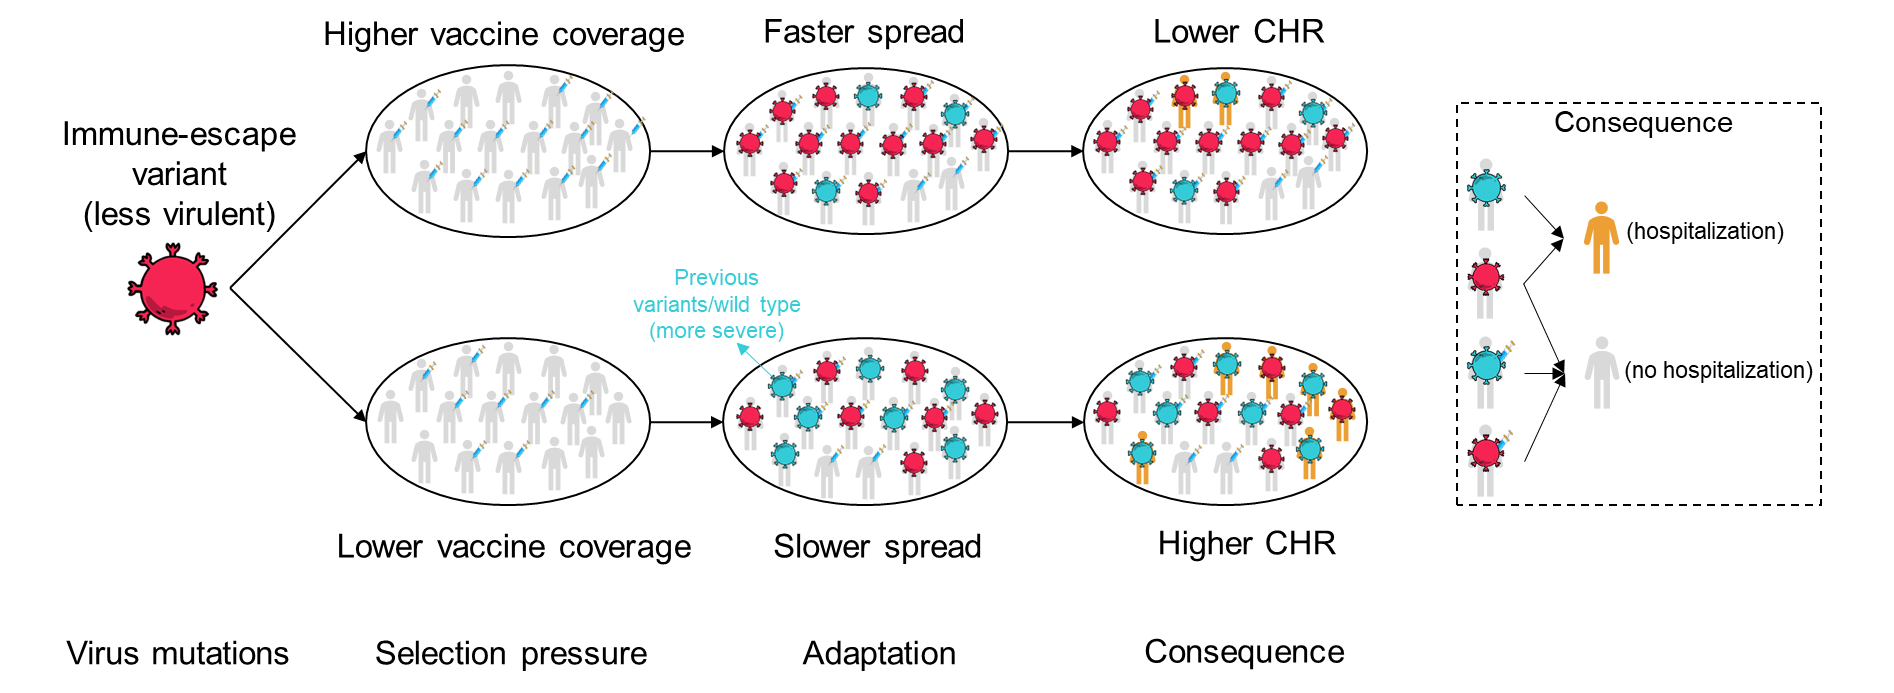 Higher vaccine coverage
Faster spread
Lower CHR
Immune-escape
variant
(less virulent)
Previous
variants/wild type
(more severe)
Lower vaccine coverage
Slower spread
Higher CHR
Virus mutations
Selection pressure
Adaptation
Consequence
Consequence
(hospitalization)
(no hospitalization)